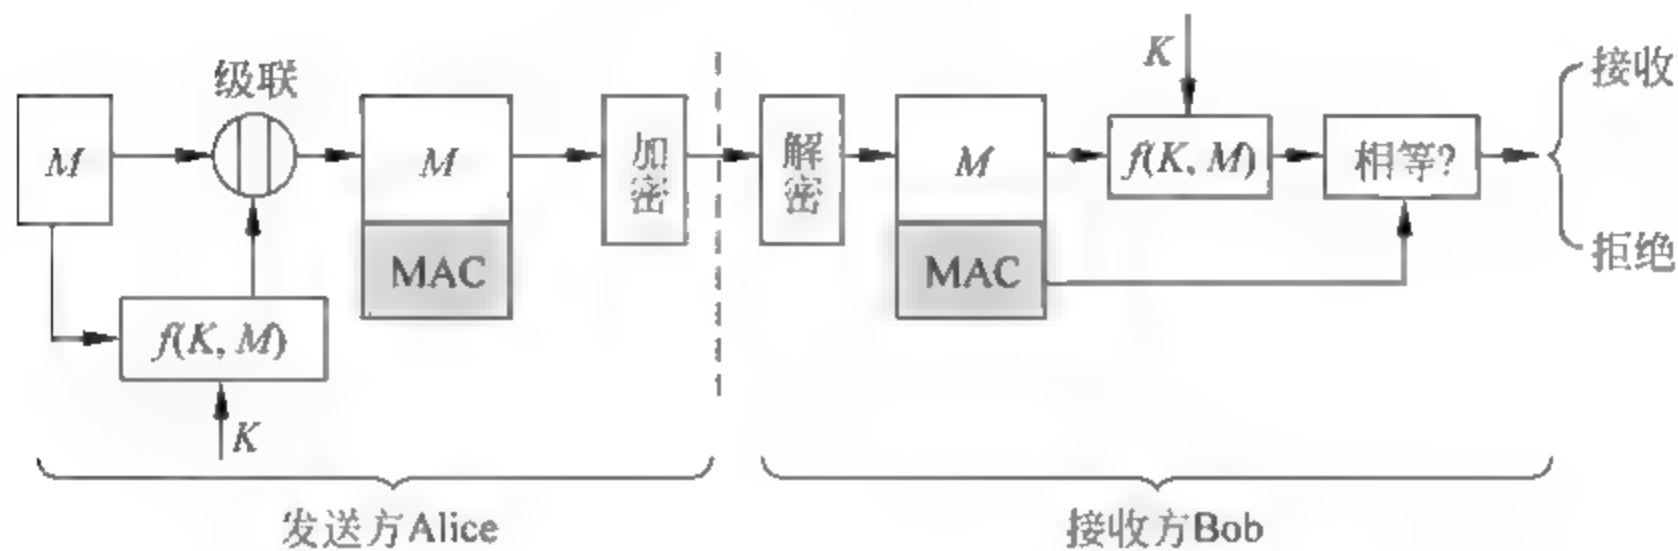 级联
M
M
MAC
加密
f(K, M)
K
发送方Alice
解密
M
MAC
K
f(K, M)
相等?
接收
拒绝
接收方Bob